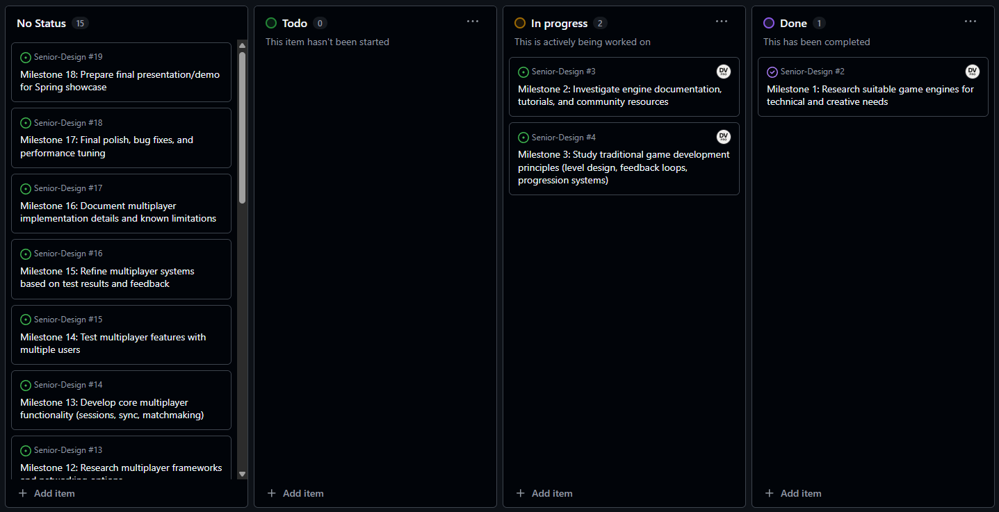 No Status 15
Senior-Design #19
Milestone 18: Prepare final presentation/demo
for Spring showcase
Senior-Design #18
Milestone 17: Final polish, bug fixes, and
performance tuning
Senior-Design #17
Milestone 16: Document multiplayer
implementation details and known limitations
Senior-Design #16
Milestone 15: Refine multiplayer systems
based on test results and feedback
Senior-Design #15
Milestone 14: Test multiplayer features with
multiple users
Senior-Design #14
Milestone 13: Develop core multiplayer
functionality (sessions, sync, matchmaking)
Senior-Design #13
Milestone 12: Research multiplayer frameworks
and networking options
Add item
Todo 0
This item hasn't been started
Add item
In progress 2
This is actively being worked on
Senior-Design #3
DV
PRO
Milestone 2: Investigate engine documentation,
tutorials, and community resources
Senior-Design #4
DV
PRO
Milestone 3: Study traditional game development
principles (level design, feedback loops,
progression systems)
Add item
Done 1
This has been completed
Senior-Design #2
DV
PRO
Milestone 1: Research suitable game engines for
technical and creative needs
Add item